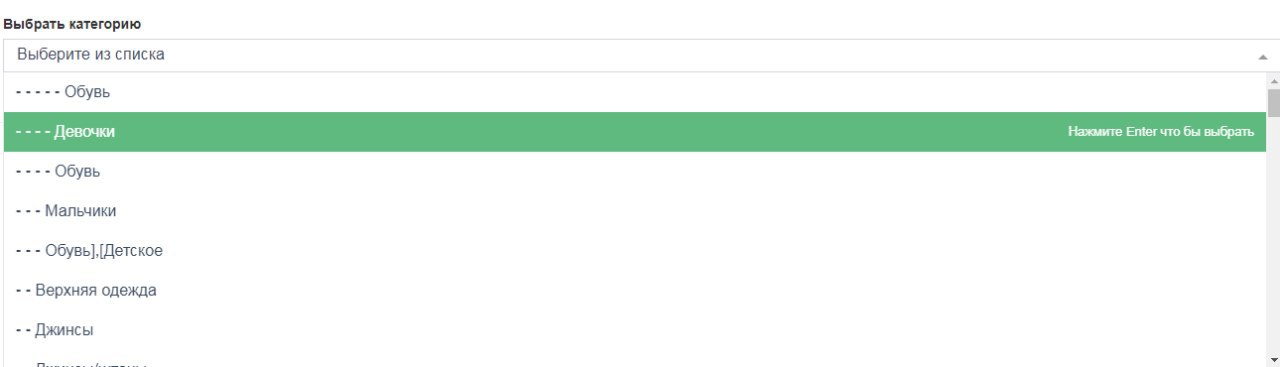 Выбрать категорию
Выберите из списка
- - - - - Обувь
- - - - Девочки Нажмите Enter что бы выбрать
- - - - Обувь
- - - Мальчики
- - - Обувь],[Детское
- - Верхняя одежда
- - Джинсы